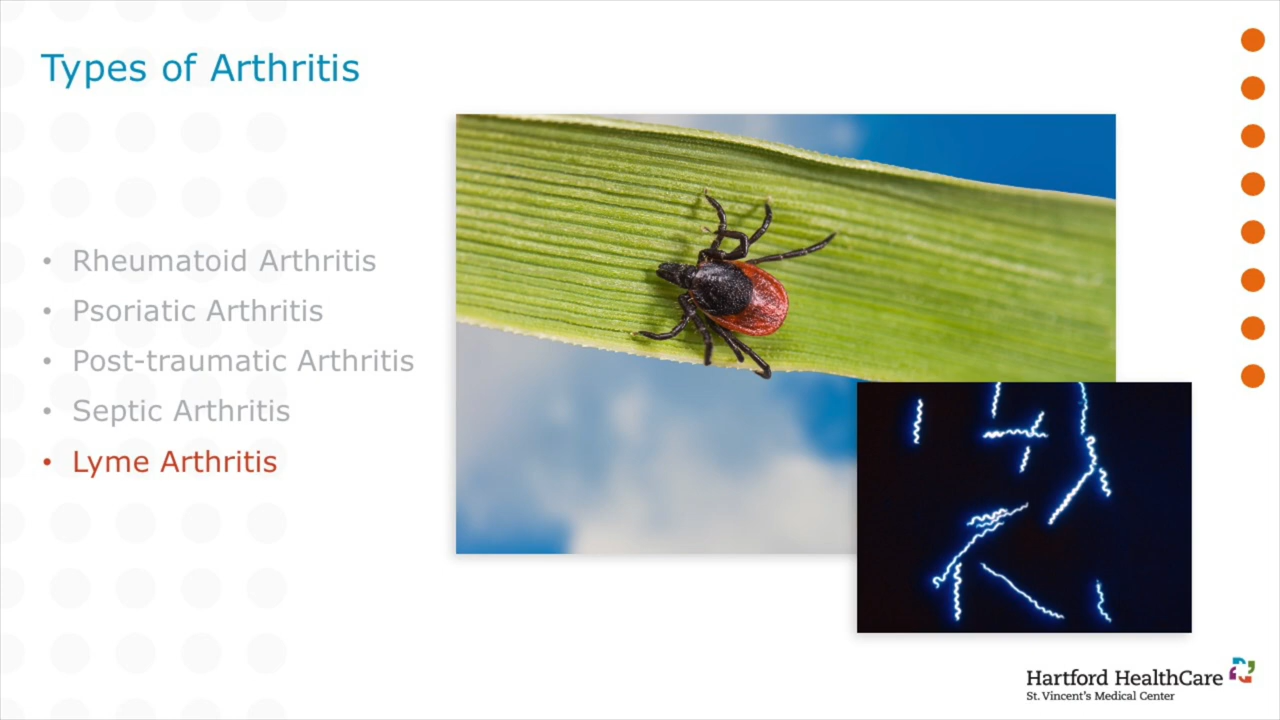 Types of Arthritis
• Rheumatoid Arthritis
• Psoriatic Arthritis
• Post-traumatic Arthritis
• Septic Arthritis
• Lyme Arthritis
Hartford HealthCare
St. Vincent's Medical Center